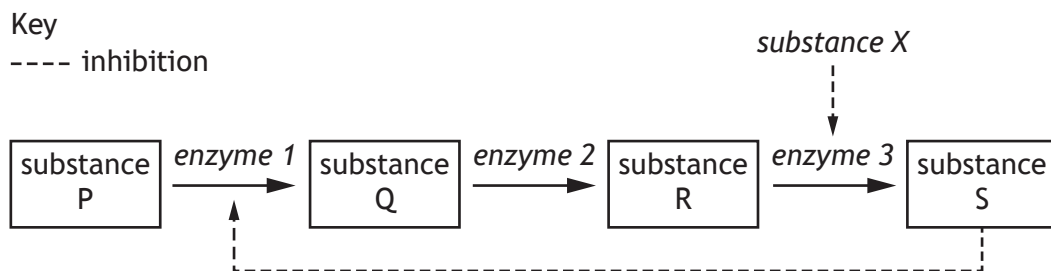 Key
---- inhibition
substance X
substance P
enzyme 1
substance Q
enzyme 2
substance R
enzyme 3
substance S